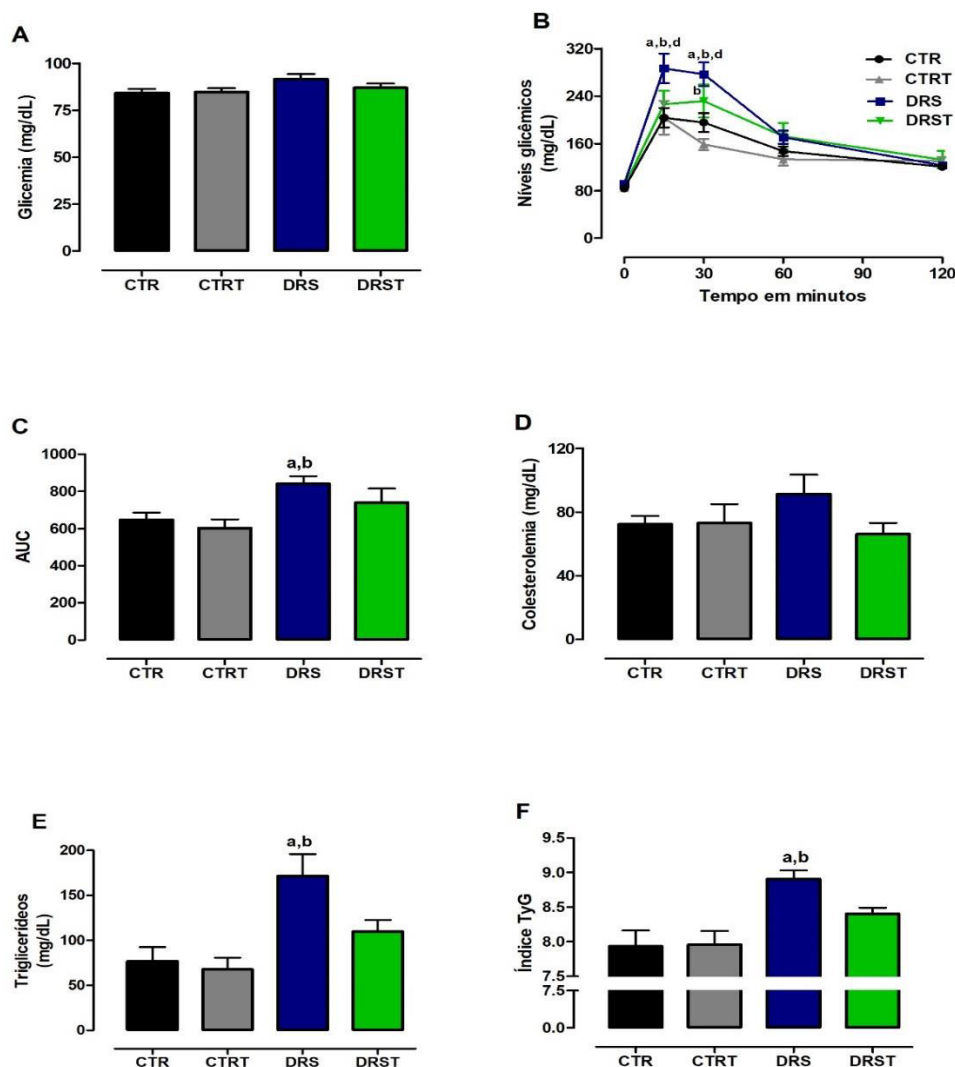 A
Glicemia (mg/dL)
100
75
50
25
0
CTR CTRT DRS DRST
B
Níveis glicêmicos
(mg/dL)
320
240
160
80
0
a,b,d
a,b,d
b
CTR
CTRT
DRS
DRST
0 30 60 90 120
Tempo em minutos
C
AUC
1000
800
600
400
200
0
a,b
CTR CTRT DRS DRST
D
Colesterolemia (mg/dL)
120
80
40
0
CTR CTRT DRS DRST
E
Triglicerídeos
(mg/dL)
200
150
100
50
0
a,b
CTR CTRT DRS DRST
F
Índice TyG
9.5
9.0
8.5
8.0
7.5
7.5
0.0
a,b
CTR CTRT DRS DRST